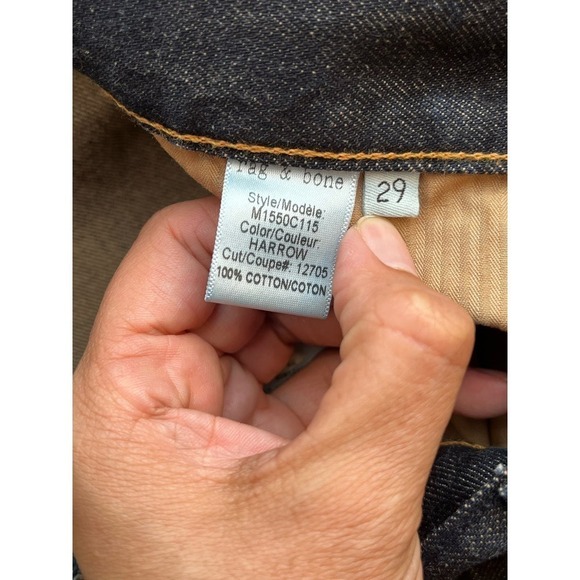 rag & bone
29
Style/Modèle:
M1550C115
Color/Couleur:
HARROW
Cut/Coupe#: 12705
100% COTTON/COTON